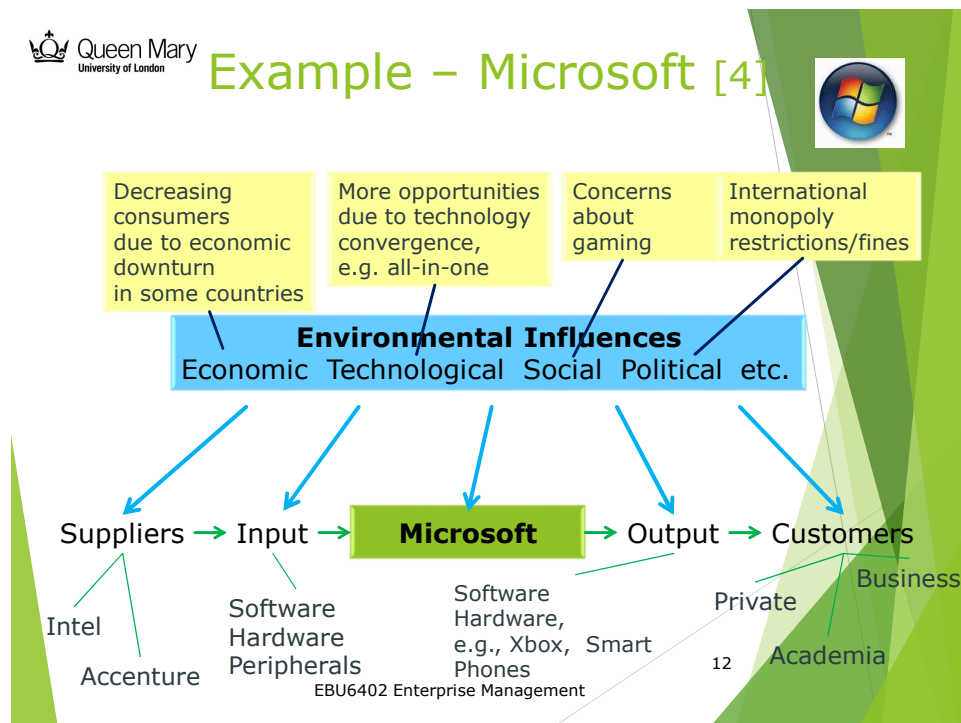 Queen Mary
University of London
Example – Microsoft [4]
Decreasing
consumers
due to economic
downturn
in some countries
More opportunities
due to technology
convergence,
e.g. all-in-one
Concerns
about
gaming
International
monopoly
restrictions/fines
Environmental Influences
Economic Technological Social Political etc.
Suppliers
Input
Microsoft
Output
Customers
Intel
Accenture
Software
Hardware
Peripherals
Software
Hardware,
e.g., Xbox, Smart
Phones
Private
Business
Academia
12
EBU6402 Enterprise Management